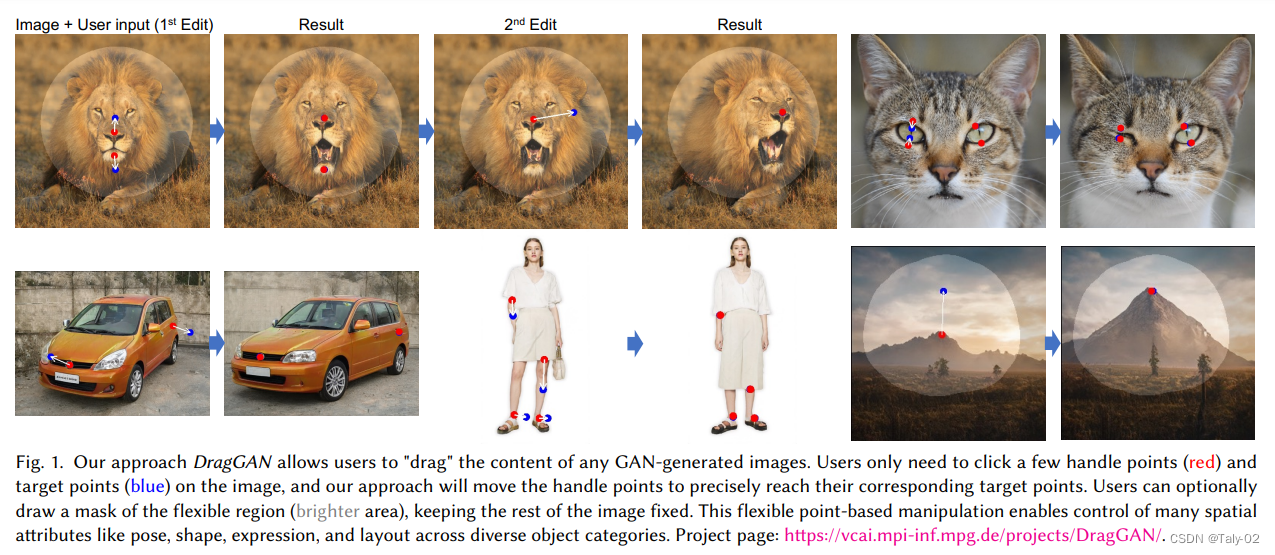 Image + User input (1st Edit)
Result
2nd Edit
Result
Fig. 1. Our approach DragGAN allows users to "drag" the content of any GAN-generated images. Users only need to click a few handle points (red) and
target points (blue) on the image, and our approach will move the handle points to precisely reach their corresponding target points. Users can optionally
draw a mask of the flexible region (brighter area), keeping the rest of the image fixed. This flexible point-based manipulation enables control of many spatial
attributes like pose, shape, expression, and layout across diverse object categories. Project page: https://vcai.mpi-inf.mpg.de/projects/DragGAN/.
CSDN @Taly-02